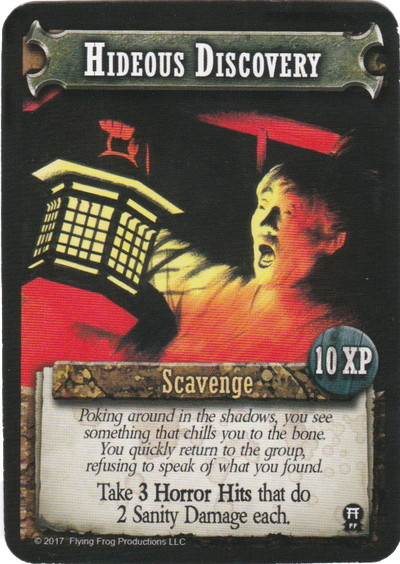 HIDEOUS DISCOVERY
10 XP
Scavenge
Poking around in the shadows, you see
something that chills you to the bone.
You quickly return to the group,
refusing to speak of what you found.
Take 3 Horror Hits that do
2 Sanity Damage each.
FF
© 2017 Flying Frog Productions LLC